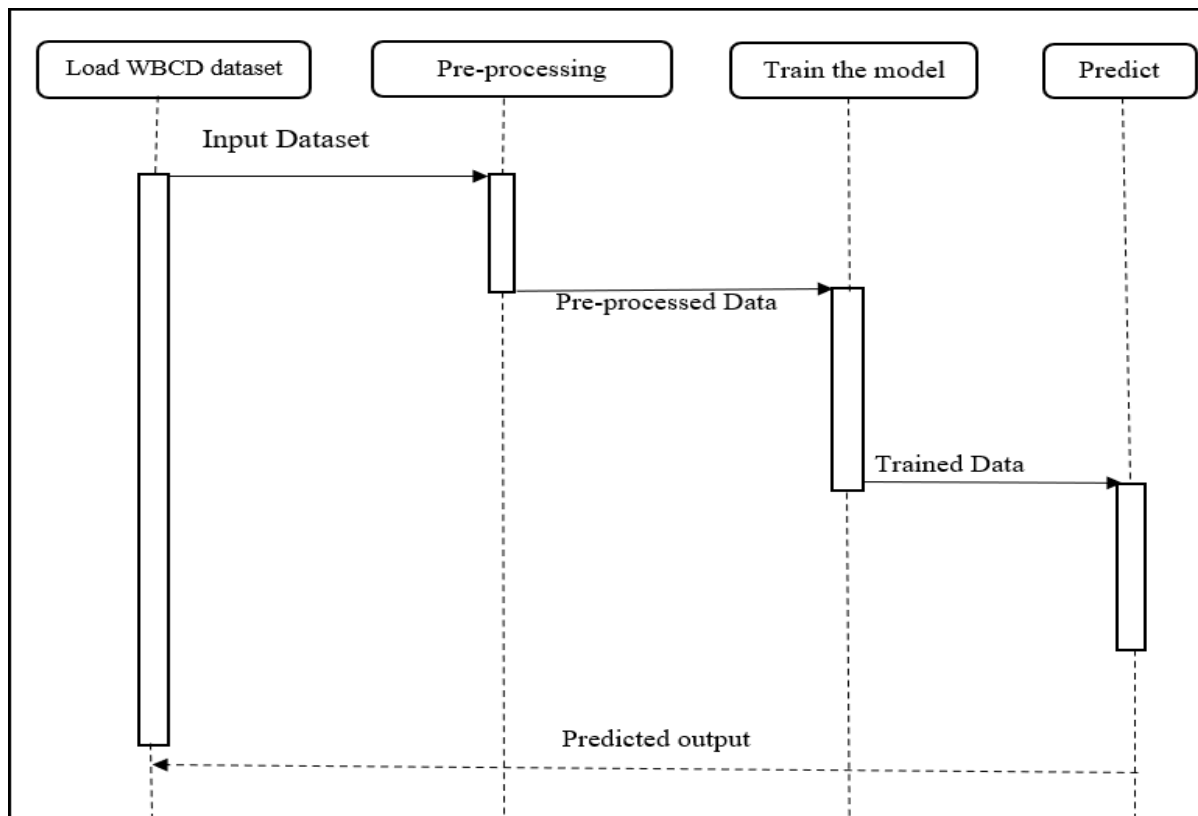 Load WBCD dataset
Pre-processing
Train the model
Predict
Input Dataset
Pre-processed Data
Trained Data
Predicted output